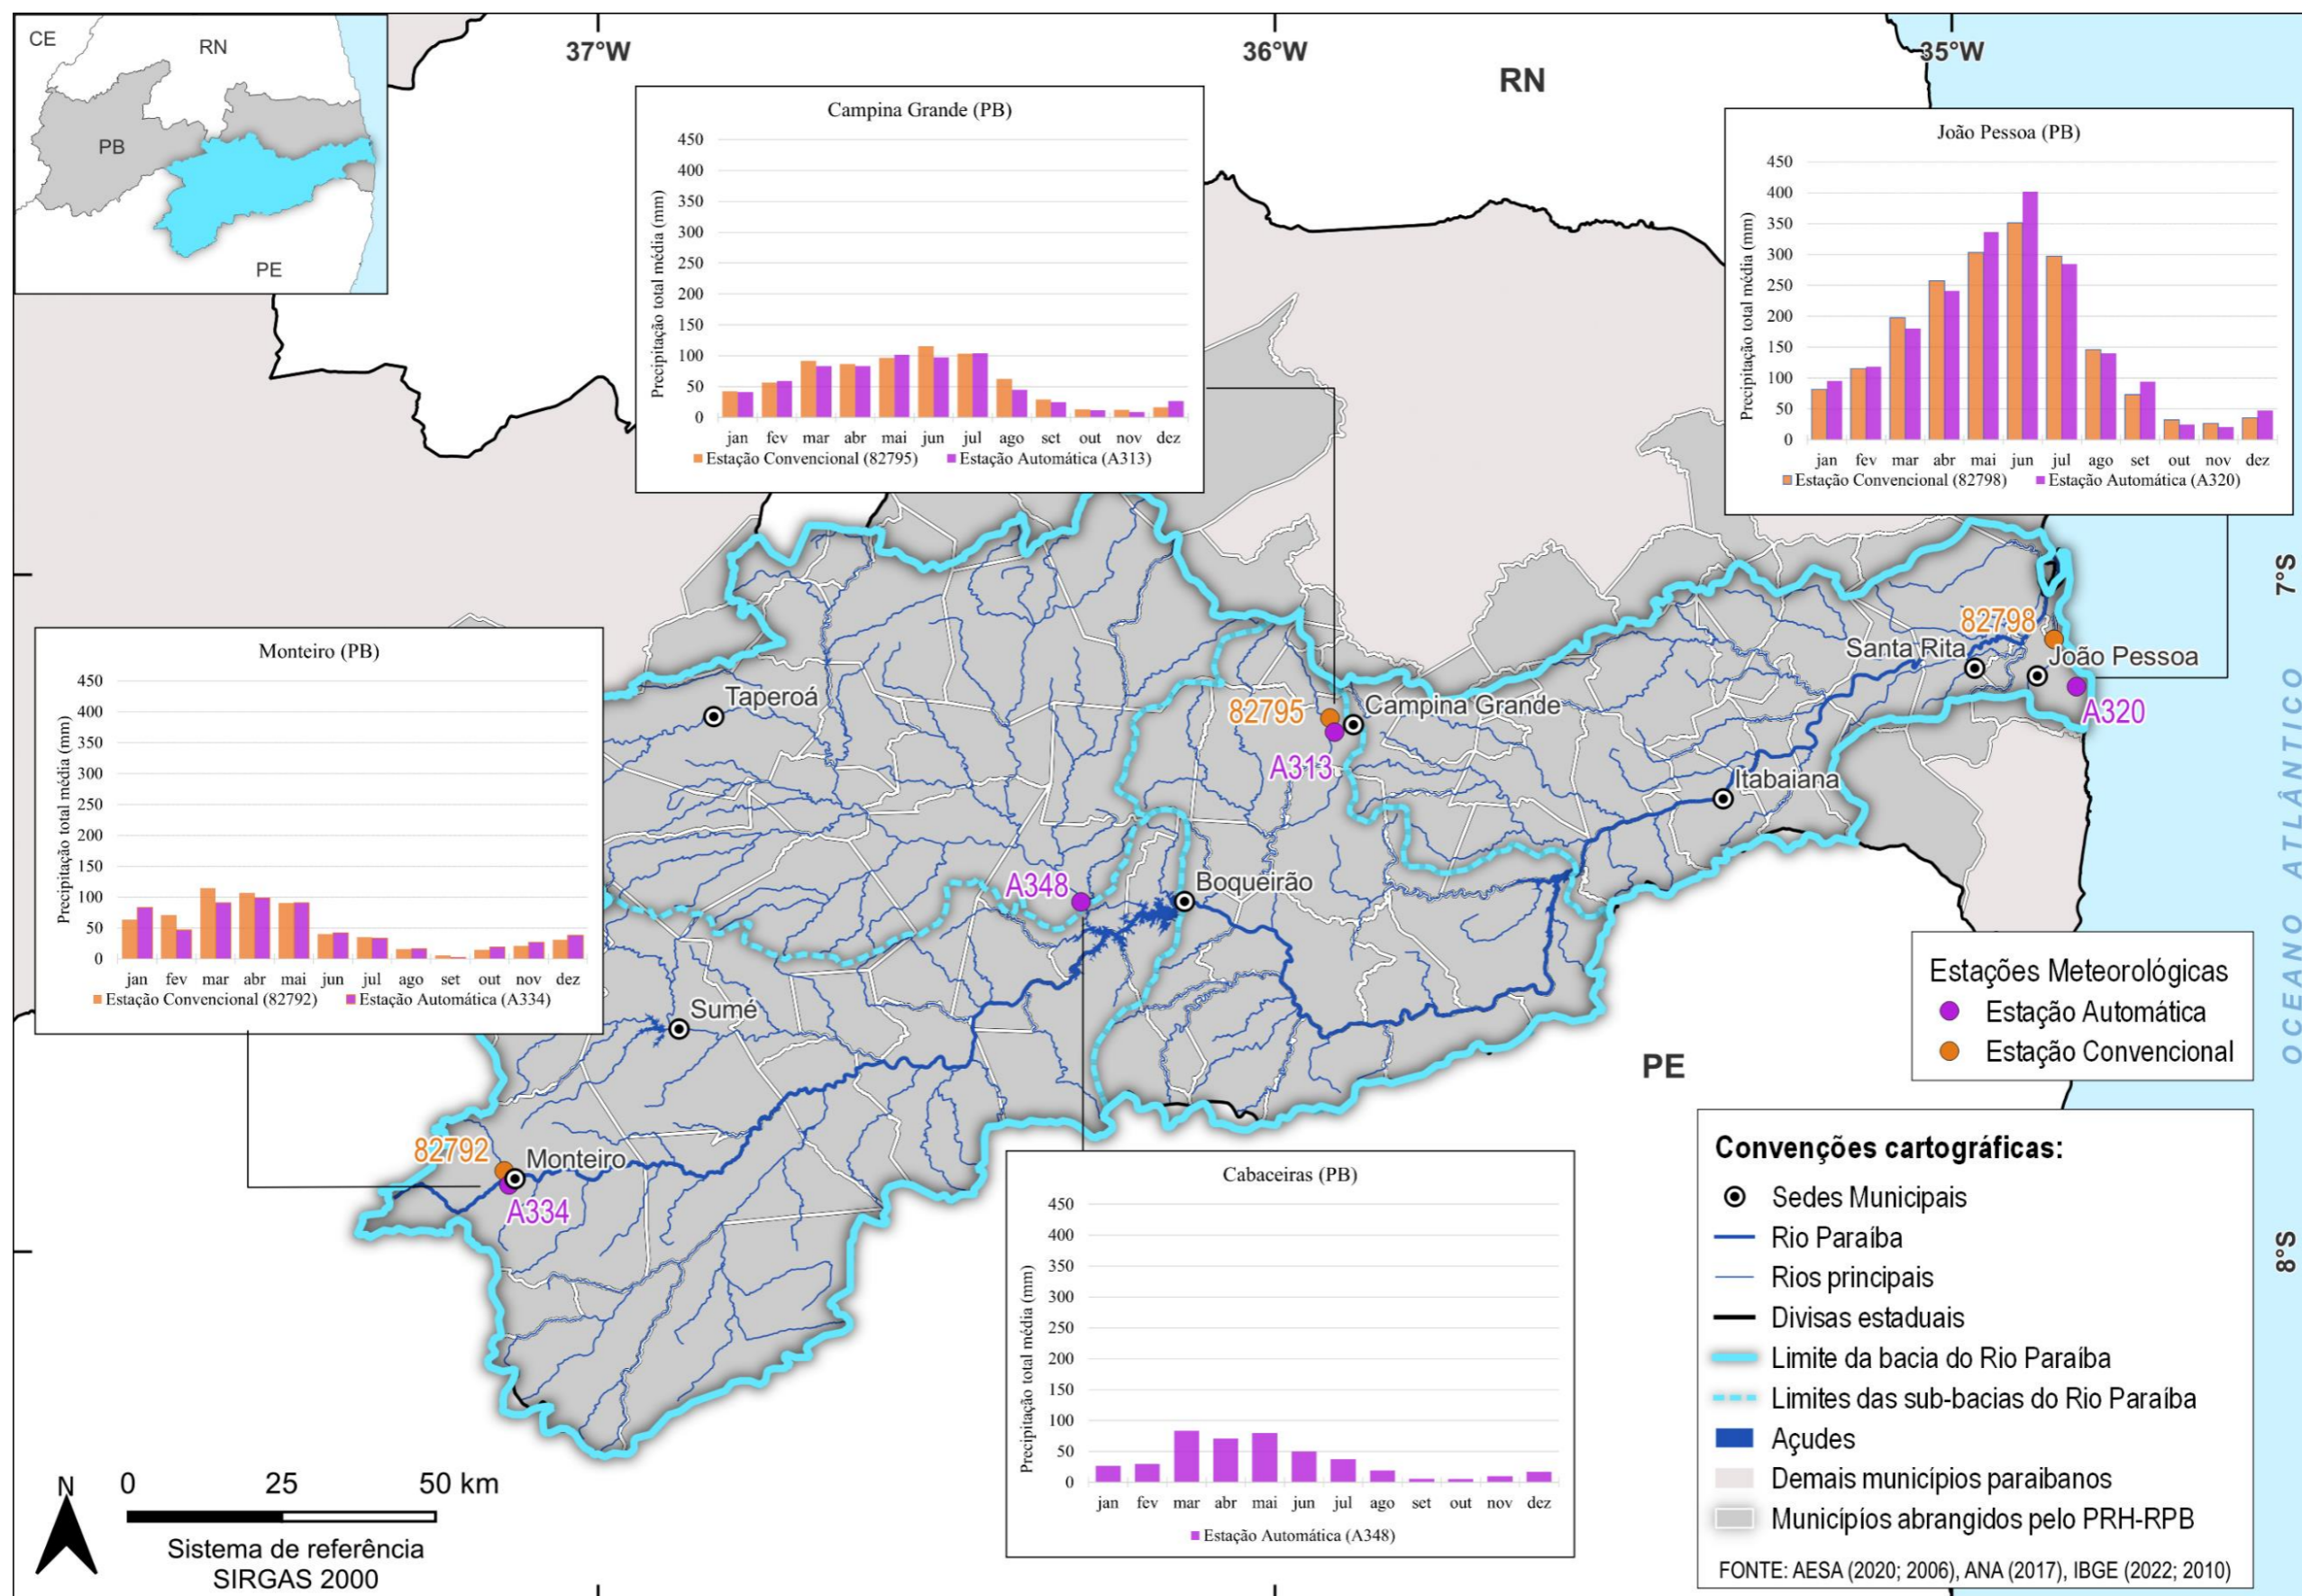 CE
RN
PB
PE
37°W
36°W
35°W
RN
Campina Grande (PB)
Precipitação total média (mm)
450
400
350
300
250
200
150
100
50
0
jan fev mar abr mai jun jul ago set out nov dez
Estação Convencional (82795) Estação Automática (A313)
João Pessoa (PB)
Precipitação total média (mm)
450
400
350
300
250
200
150
100
50
0
jan fev mar abr mai jun jul ago set out nov dez
Estação Convencional (82798) Estação Automática (A320)
7°S
Monteiro (PB)
Precipitação total média (mm)
450
400
350
300
250
200
150
100
50
0
jan fev mar abr mai jun jul ago set out nov dez
Estação Convencional (82792) Estação Automática (A334)
82798
Santa Rita
João Pessoa
A320
Taperoá
82795
Campina Grande
A313
Itabaiana
A348
Boqueirão
Sumé
OCEANO ATLÂNTICO
PE
82792
Monteiro
A334
Estações Meteorológicas
Estação Automática
Estação Convencional
Cabaceiras (PB)
Precipitação total média (mm)
450
400
350
300
250
200
150
100
50
0
jan fev mar abr mai jun jul ago set out nov dez
Estação Automática (A348)
8°S
Convenções cartográficas:
Sedes Municipais
Rio Paraíba
Rios principais
Divisas estaduais
Limite da bacia do Rio Paraíba
Limites das sub-bacias do Rio Paraíba
Açudes
Demais municípios paraibanos
Municípios abrangidos pelo PRH-RPB
FONTE: AESA (2020; 2006), ANA (2017), IBGE (2022; 2010)
N
0 25 50 km
Sistema de referência
SIRGAS 2000